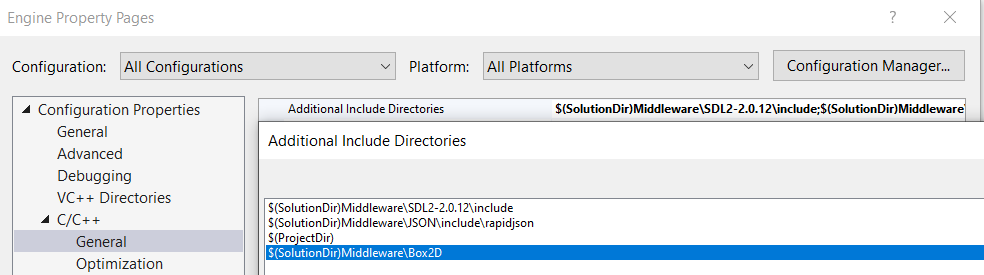 Engine Property Pages ? ×
Configuration: All Configurations Platform: All Platforms Configuration Manager...
Configuration Properties
General
Advanced
Debugging
VC++ Directories
C/C++
General
Optimization
Additional Include Directories $(SolutionDir)Middleware\SDL2-2.0.12\include;$(SolutionDir)Middleware\
Additional Include Directories
$(SolutionDir)Middleware\SDL2-2.0.12\include
$(SolutionDir)Middleware\JSON\include\rapidjson
$(ProjectDir)
$(SolutionDir)Middleware\Box2D